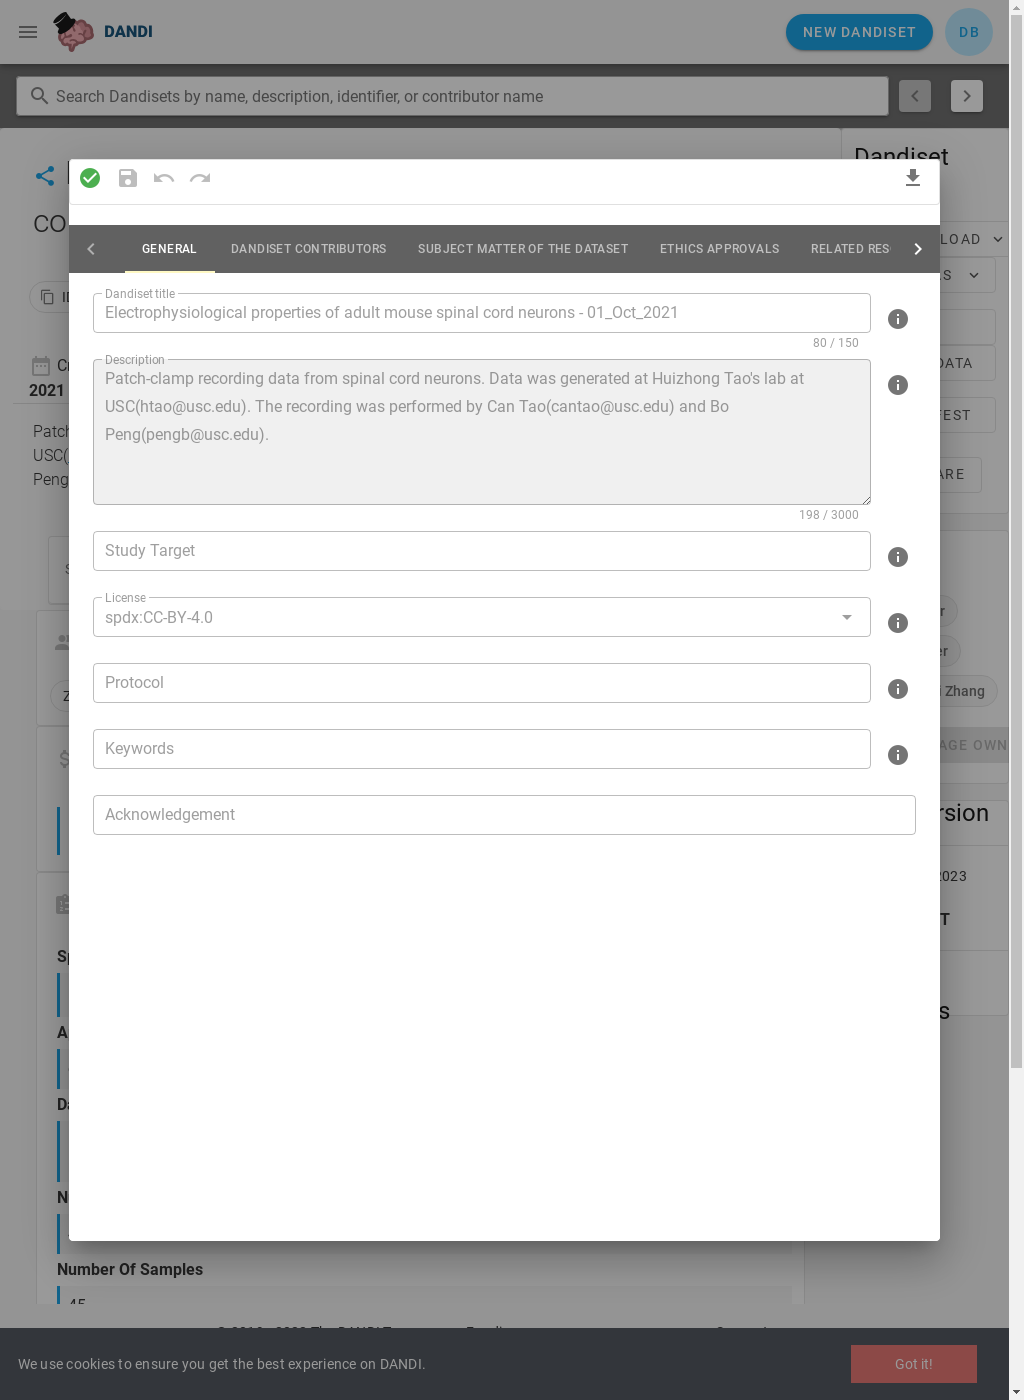 DANDI
NEW DANDISET
DB
Search Dandisets by name, description, identifier, or contributor name
Dandiset
CO
LOAD
GENERAL
DANDISET CONTRIBUTORS
SUBJECT MATTER OF THE DATASET
ETHICS APPROVALS
RELATED RES
Dandiset title
Electrophysiological properties of adult mouse spinal cord neurons - 01_Oct_2021
80 / 150
Description
Patch-clamp recording data from spinal cord neurons. Data was generated at Huizhong Tao's lab at
USC(htao@usc.edu). The recording was performed by Can Tao(cantao@usc.edu) and Bo
Peng(pengb@usc.edu).
198 / 3000
Study Target
License
spdx:CC-BY-4.0
Protocol
Keywords
Acknowledgement
2021
Patch
USC(
Peng
DATA
FEST
ARE
er
Zhang
AGE OWN
rsion
2023
T
s
Number Of Samples
45
We use cookies to ensure you get the best experience on DANDI.
Got it!